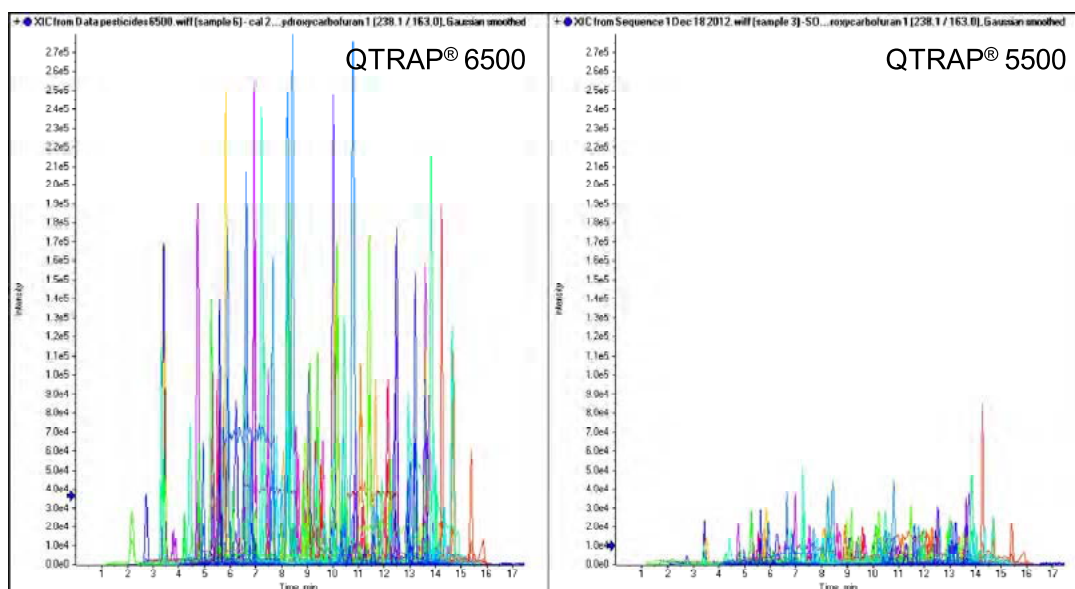 XIC from Data pesticides 6500.wiff (sample 6) - cal 2...ydroxycarbofuran 1 (238.1 / 163.0), Gaussian smoothed
QTRAP® 6500
2.7e5
2.6e5
2.5e5
2.4e5
2.3e5
2.2e5
2.1e5
2.0e5
1.9e5
1.8e5
1.7e5
1.6e5
1.5e5
1.4e5
1.3e5
1.2e5
1.1e5
1.0e5
9.0e4
8.0e4
7.0e4
6.0e4
5.0e4
4.0e4
3.0e4
2.0e4
1.0e4
0.0e0
Intensity
1 2 3 4 5 6 7 8 9 10 11 12 13 14 15 16 17
Time, min
XIC from Sequence 1 Dec 18 2012.wiff (sample 3) - SO...roxycarbofuran 1 (238.1 / 163.0), Gaussian smoothed
QTRAP® 5500
2.7e5
2.6e5
2.5e5
2.4e5
2.3e5
2.2e5
2.1e5
2.0e5
1.9e5
1.8e5
1.7e5
1.6e5
1.5e5
1.4e5
1.3e5
1.2e5
1.1e5
1.0e5
9.0e4
8.0e4
7.0e4
6.0e4
5.0e4
4.0e4
3.0e4
2.0e4
1.0e4
0.0e0
Intensity
1 2 3 4 5 6 7 8 9 10 11 12 13 14 15 16 17
Time, min